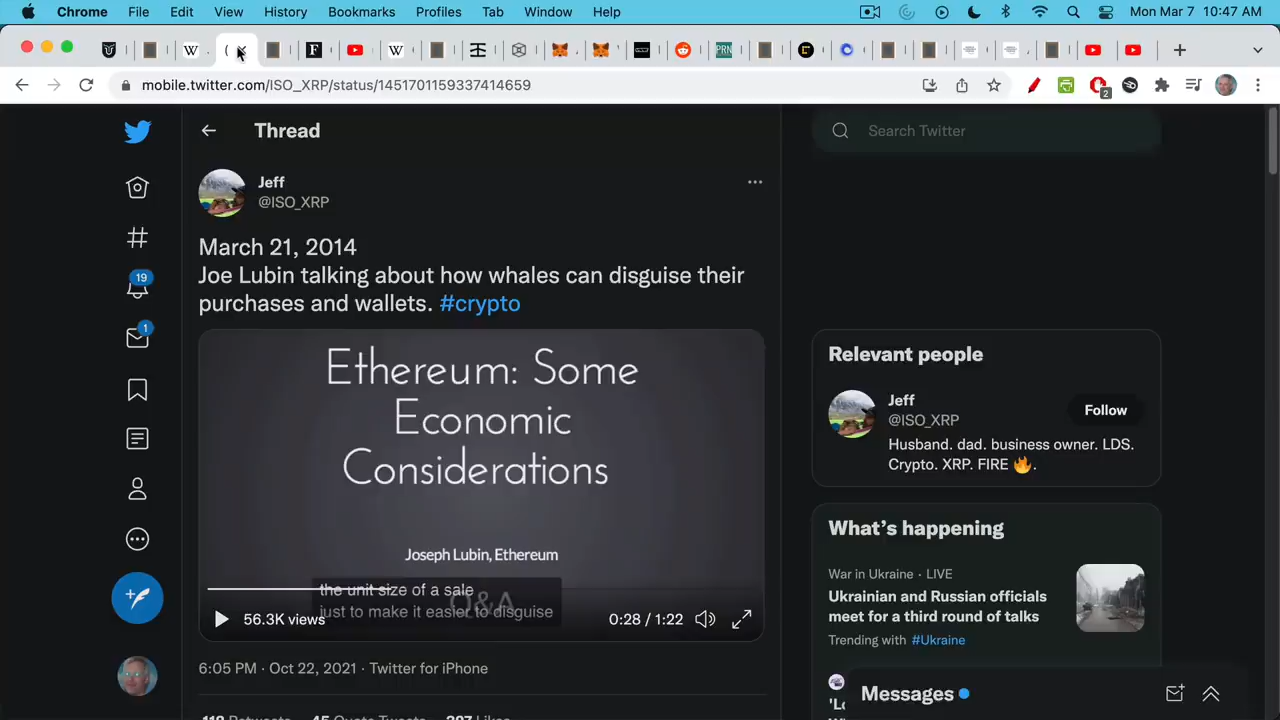 Chrome File Edit View History Bookmarks Profiles Tab Window Help Mon Mar 7 10:47 AM
mobile.twitter.com/ISO_XRP/status/1451701159337414659
2
Thread
Search Twitter
Jeff
@ISO_XRP
March 21, 2014
Joe Lubin talking about how whales can disguise their
purchases and wallets. #crypto
19
1
Ethereum: Some
Economic
Considerations
Joseph Lubin, Ethereum
Q&A
the unit size of a sale
just to make it easier to disguise
56.3K views
0:28 / 1:22
6:05 PM · Oct 22, 2021 · Twitter for iPhone
Relevant people
Jeff
@ISO_XRP
Follow
Husband. dad. business owner. LDS.
Crypto. XRP. FIRE 🔥.
What's happening
War in Ukraine · LIVE
Ukrainian and Russian officials
meet for a third round of talks
Trending with #Ukraine
Messages